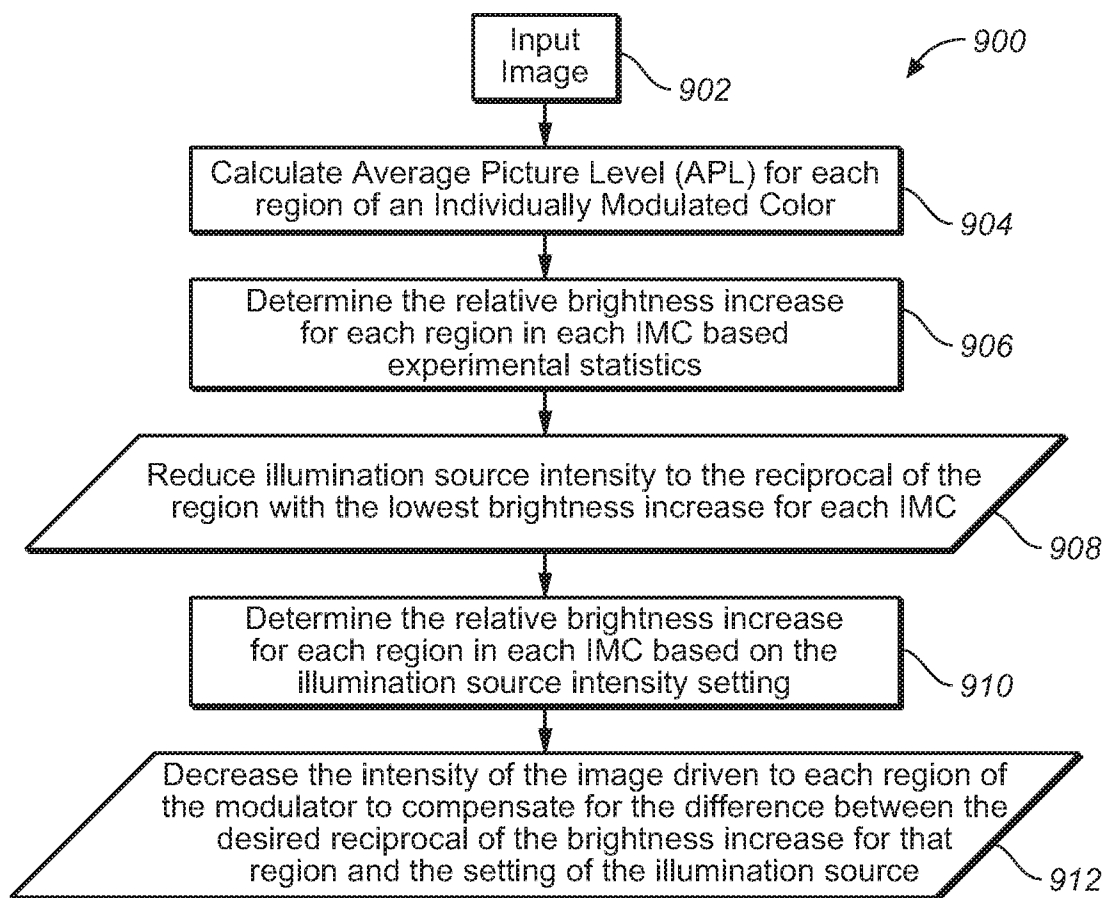 Input
Image
900
902
Calculate Average Picture Level (APL) for each
region of an Individually Modulated Color
904
Determine the relative brightness increase
for each region in each IMC based
experimental statistics
906
Reduce illumination source intensity to the reciprocal of the
region with the lowest brightness increase for each IMC
908
Determine the relative brightness increase
for each region in each IMC based on the
illumination source intensity setting
910
Decrease the intensity of the image driven to each region of
the modulator to compensate for the difference between the
desired reciprocal of the brightness increase for that
region and the setting of the illumination source
912